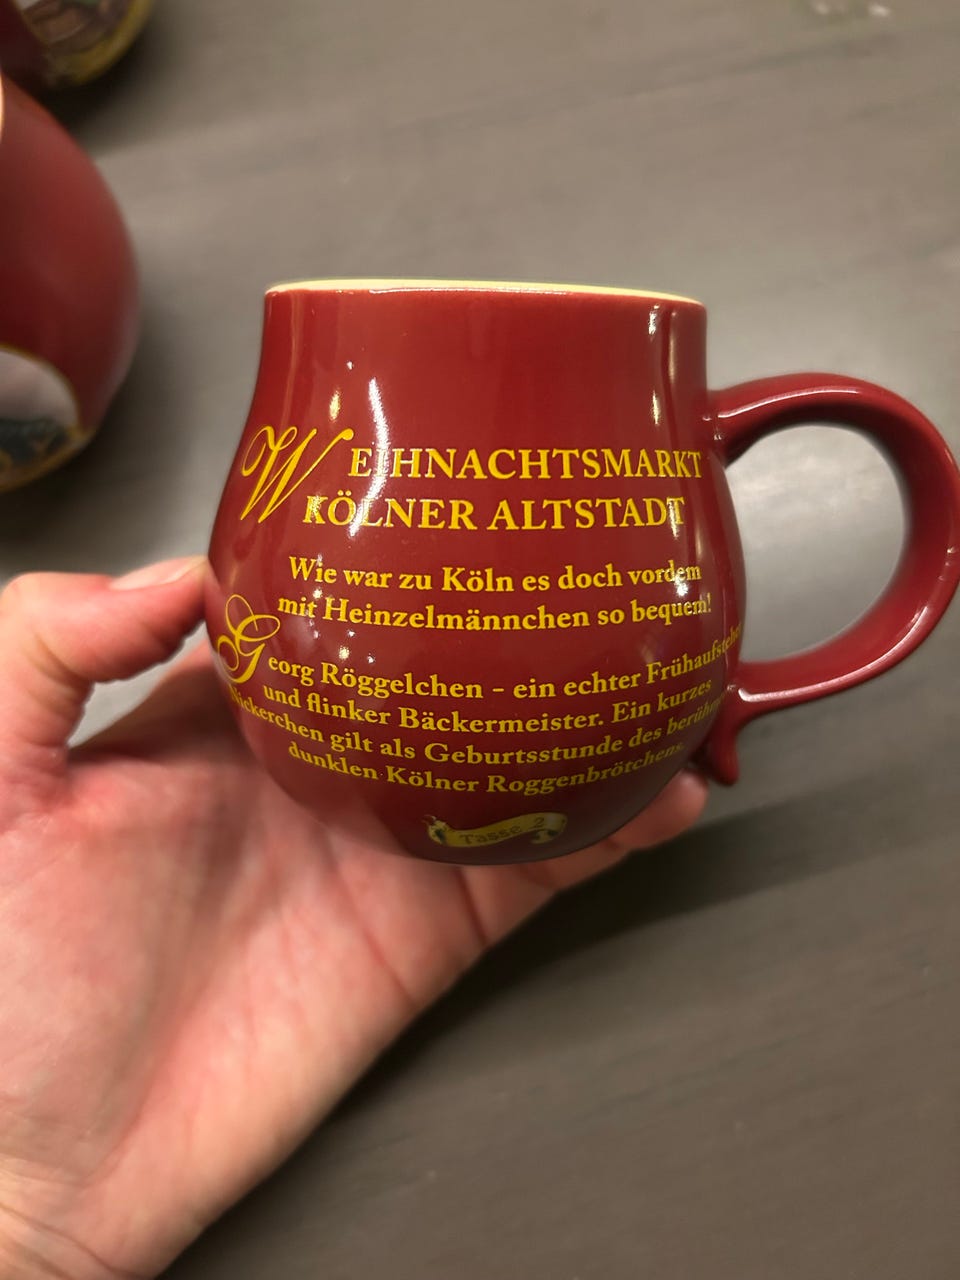 WEIHNACHTSMARKT
KÖLNER ALTSTADT
Wie war zu Köln es doch vordem
mit Heinzelmännchen so bequem!
Georg Röggelchen - ein echter
und flinker Bäckermeister. Ein kurzes
Nickerchen gilt als Geburtsstunde des
dunklen Kölner Roggenbrötchens.
Tasse 2